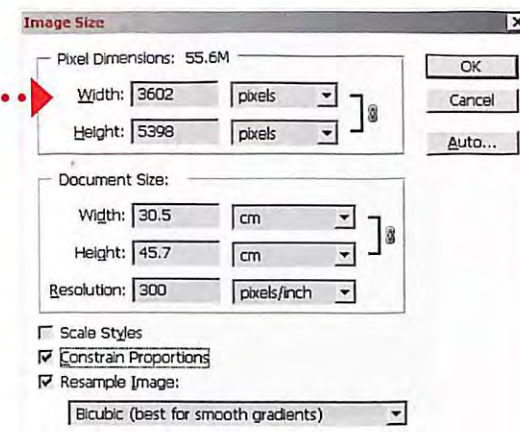 Image Size
Pixel Dimensions: 55.6M
Width: 3602 pixels
Height: 5398 pixels
OK
Cancel
Auto...
Document Size:
Width: 30.5 cm
Height: 45.7 cm
Resolution: 300 pixels/inch
Scale Styles
Constrain Proportions
Resample Image:
Bicubic (best for smooth gradients)